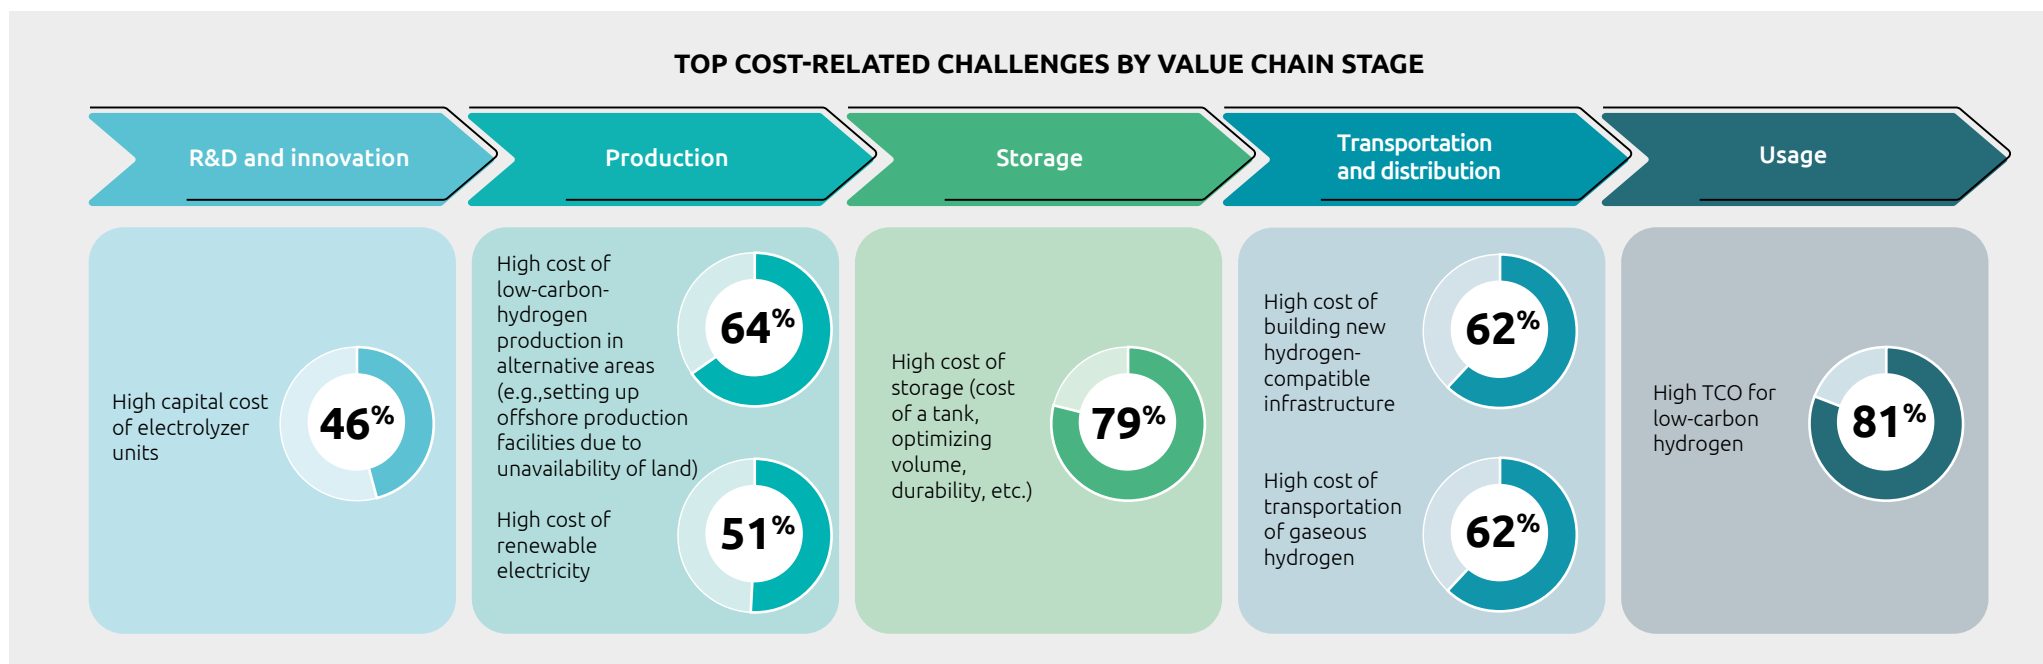 TOP COST-RELATED CHALLENGES BY VALUE CHAIN STAGE
R&D and innovation
Production
Storage
Transportation
and distribution
Usage
High capital cost
of electrolyzer
units
46%
High cost of
low-carbon-
hydrogen
production in
alternative areas
(e.g.,setting up
offshore production
facilities due to
unavailability of land)
64%
High cost of
renewable
electricity
51%
High cost of
storage (cost
of a tank,
optimizing
volume,
durability, etc.)
79%
High cost of
building new
hydrogen-
compatible
infrastructure
62%
High cost of
transportation
of gaseous
hydrogen
62%
High TCO for
low-carbon
hydrogen
81%